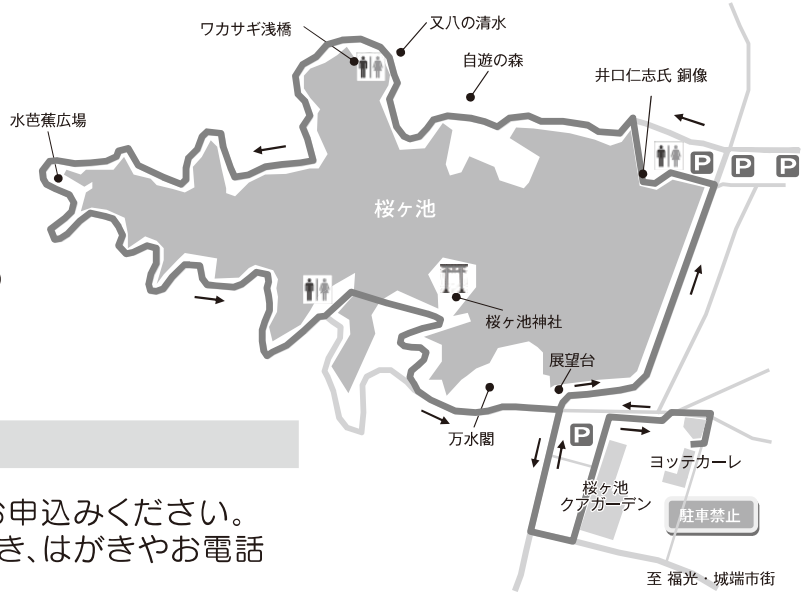 ワカサギ浅橋
又八の清水
自遊の森
井口仁志氏 銅像
水芭蕉広場
P
P
P
桜ヶ池
桜ヶ池神社
展望台
万水閣
P
ヨッテカーレ
桜ヶ池
クアガーデン
駐車禁止
お申込みください。
き、はがきやお電話
至 福光・城端市街